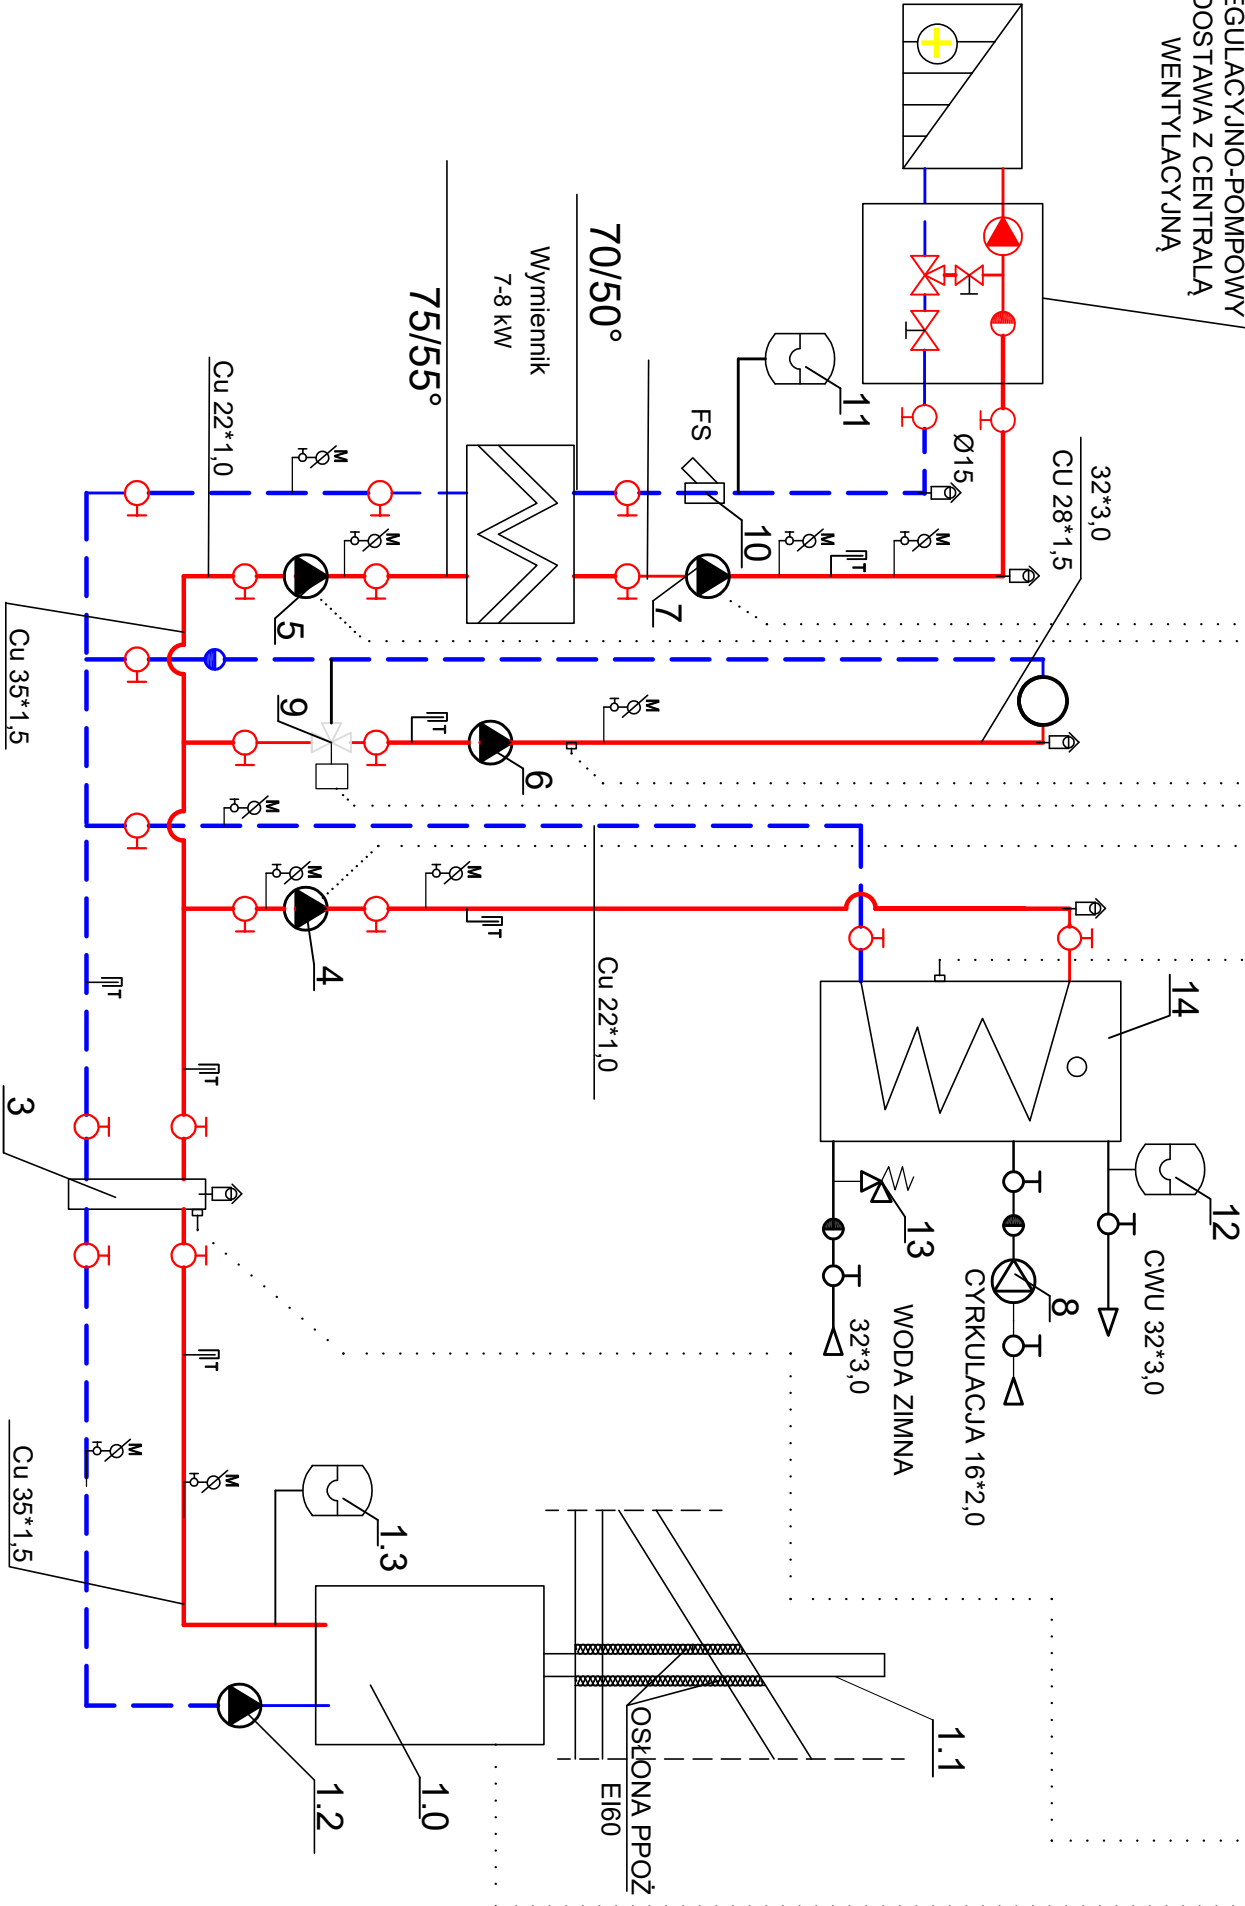 EGULACYJNO-POMPOWY
DOSTAWA Z CENTRALĄ
WENTYLACYJNĄ
11
Ø15
32*3,0
CU 28*1,5
70/50°
Wymiennik
7-8 kW
75/55°
FS
10
7
Cu 22*1,0
M
M
M
M
T
5
Cu 35*1,5
9
T
M
6
M
M
M
T
4
Cu 22*1,0
14
T
T
3
12
CWU 32*3,0
13
8
CYRKULACJA 16*2,0
WODA ZIMNA
32*3,0
T
M
M
Cu 35*1,5
1.3
1.1
OSŁONA PPOŻ
EI60
1.0
1.2